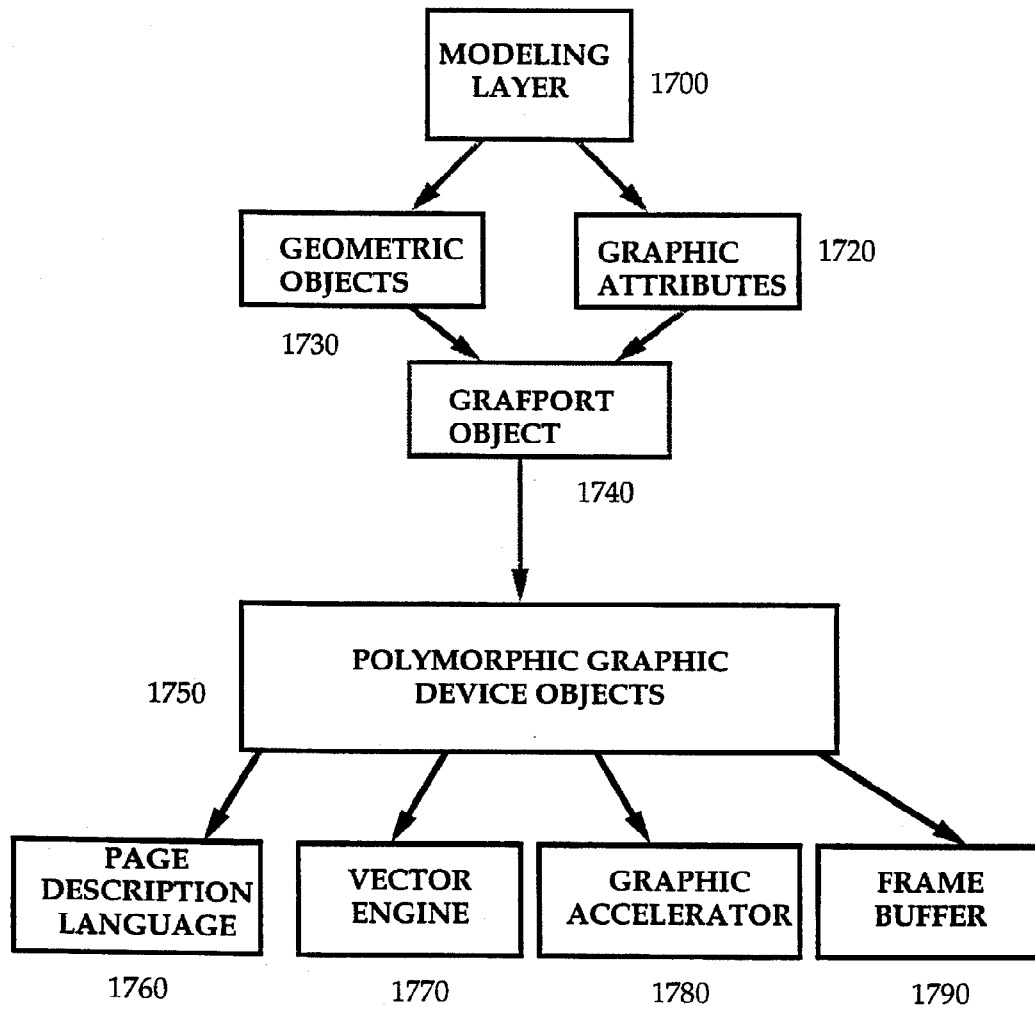 MODELING
LAYER
1700
GEOMETRIC
OBJECTS
GRAPHIC
ATTRIBUTES
1720
1730
GRAFPORT
OBJECT
1740
POLYMORPHIC GRAPHIC
DEVICE OBJECTS
1750
PAGE
DESCRIPTION
LANGUAGE
VECTOR
ENGINE
GRAPHIC
ACCELERATOR
FRAME
BUFFER
1760
1770
1780
1790